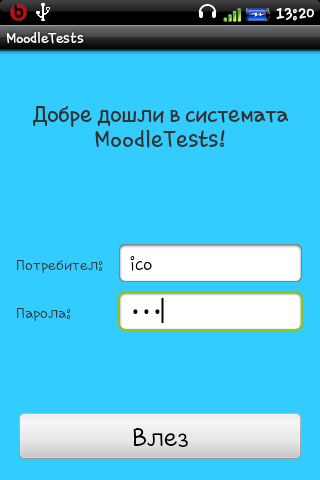 13:20
MoodleTests
Добре дошли в системата
MoodleTests!
Потребител: ico
Парола: •••
Влез